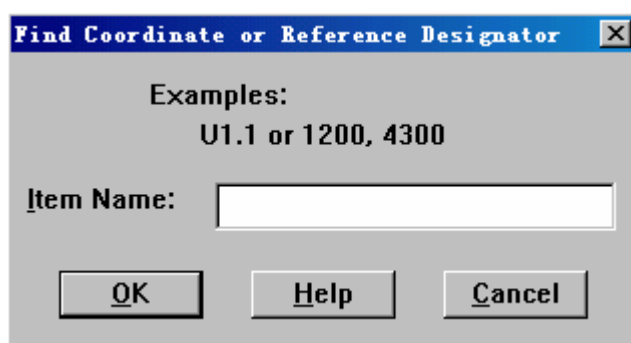 Find Coordinate or Reference Designator
Examples:
U1.1 or 1200, 4300
Item Name:
OK Help Cancel